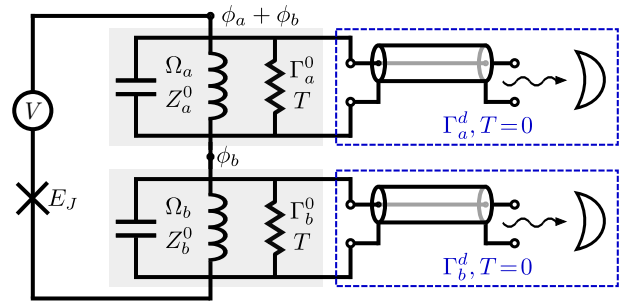 ϕ_a + ϕ_b
Ω_a
Z_a^0
Γ_a^0
T
Γ_a^d, T=0
V
ϕ_b
E_J
Ω_b
Z_b^0
Γ_b^0
T
Γ_b^d, T=0